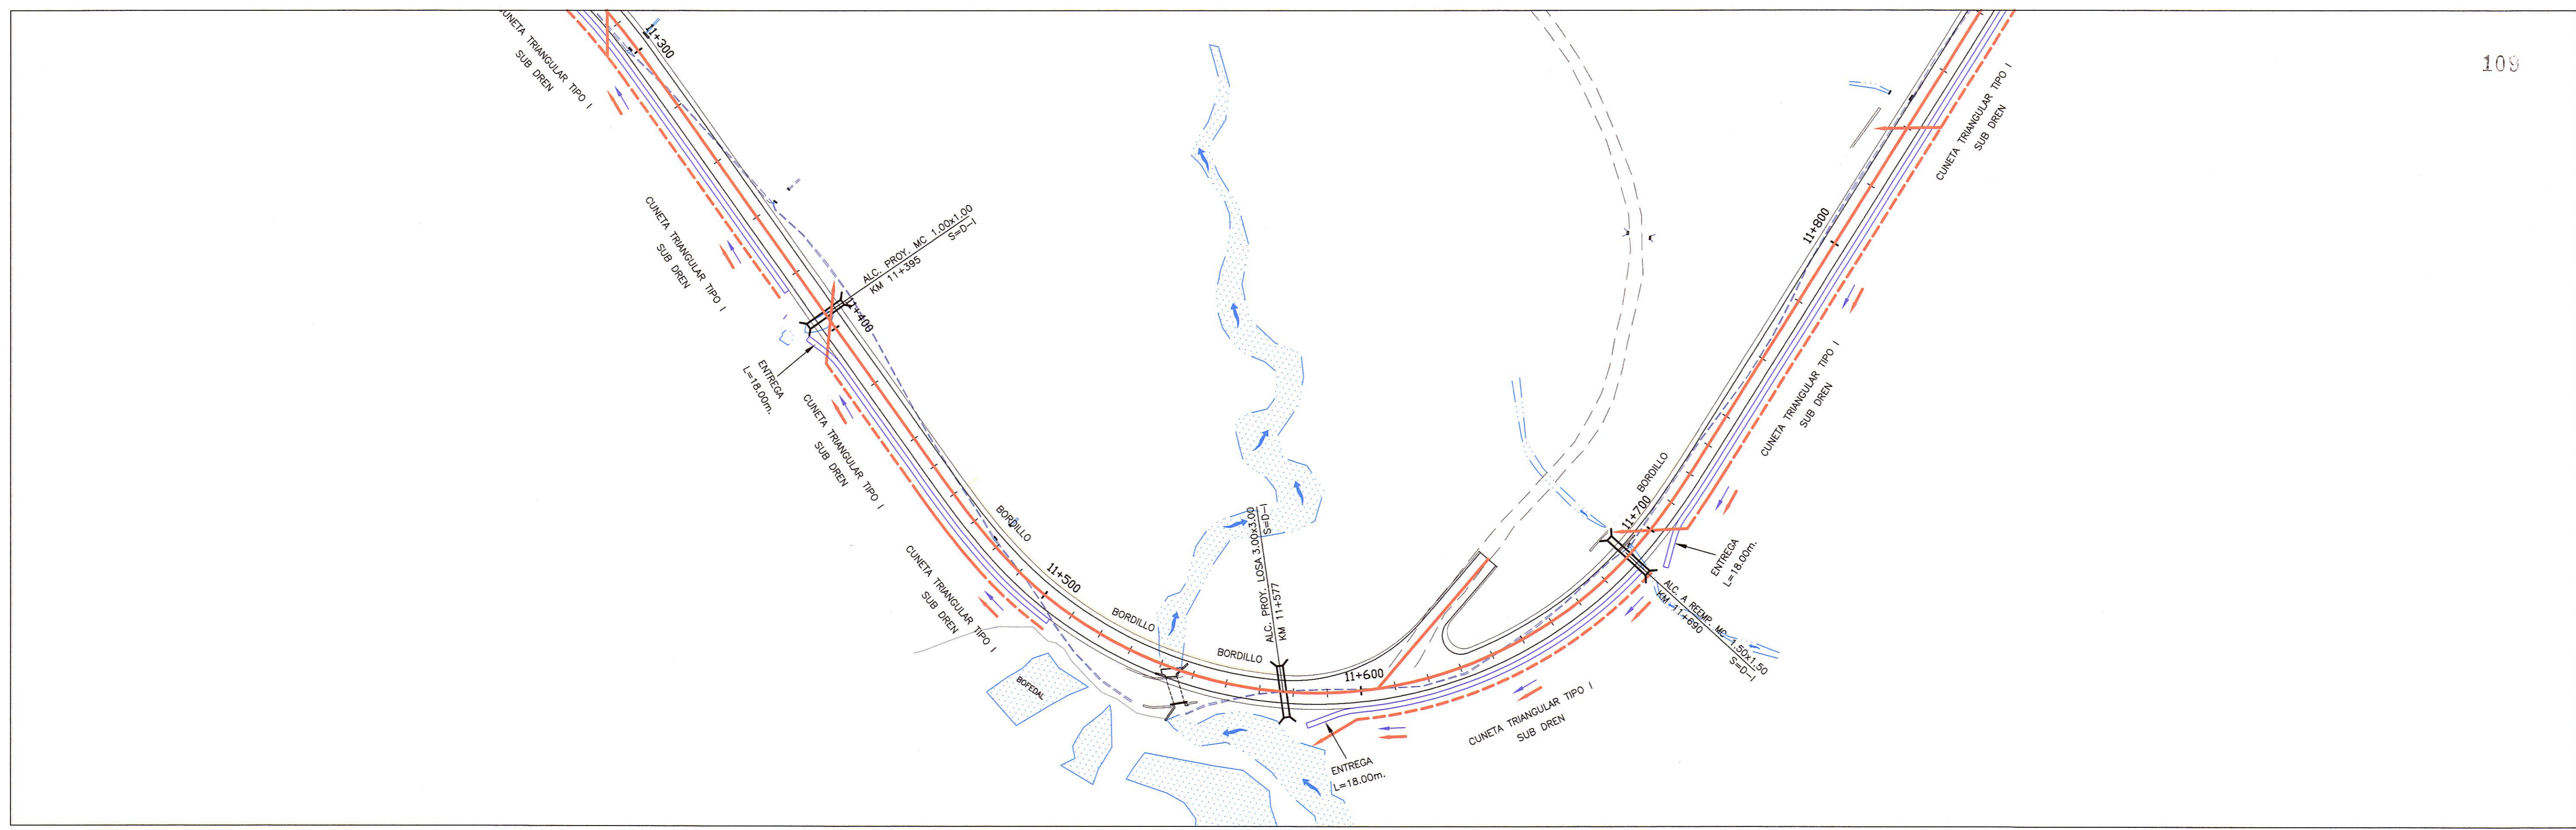 109
CUNETA TRIANGULAR TIPO I
SUB DREN
11+300
CUNETA TRIANGULAR TIPO I
SUB DREN
ALC. PROY. MC 1.00x1.00
S=D-I
KM 11+395
11+400
ENTREGA
L=18.00m.
CUNETA TRIANGULAR TIPO I
SUB DREN
BORDILLO
CUNETA TRIANGULAR TIPO I
SUB DREN
11+500
BORDILLO
BOFEDAL
BORDILLO
ALC. PROY. LOSA 3.00x3.00
S=D-I
KM 11+577
11+600
ENTREGA
L=18.00m.
CUNETA TRIANGULAR TIPO I
SUB DREN
BORDILLO
11+700
ENTREGA
L=18.00m.
ALC. A REEMP. MC 1.50x1.50
S=D-I
KM 11+690
CUNETA TRIANGULAR TIPO I
SUB DREN
11+800
CUNETA TRIANGULAR TIPO I
SUB DREN